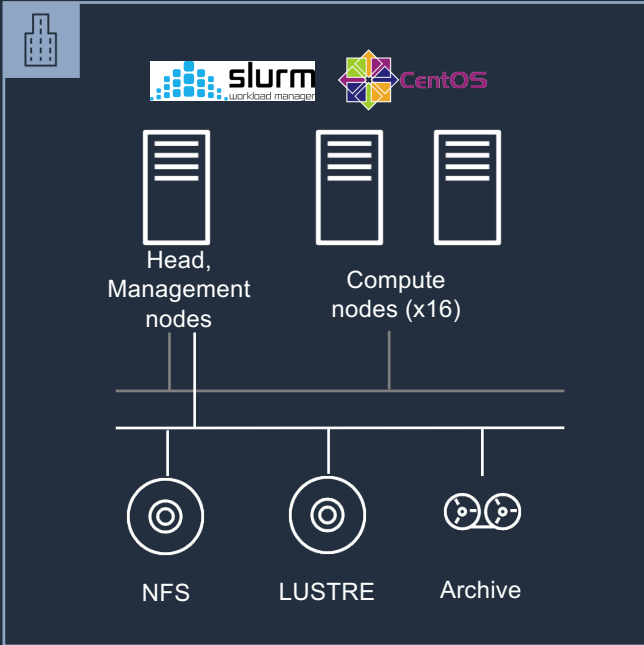 slurm
workload manager
CentOS
Head,
Management
nodes
Compute
nodes (x16)
NFS
LUSTRE
Archive